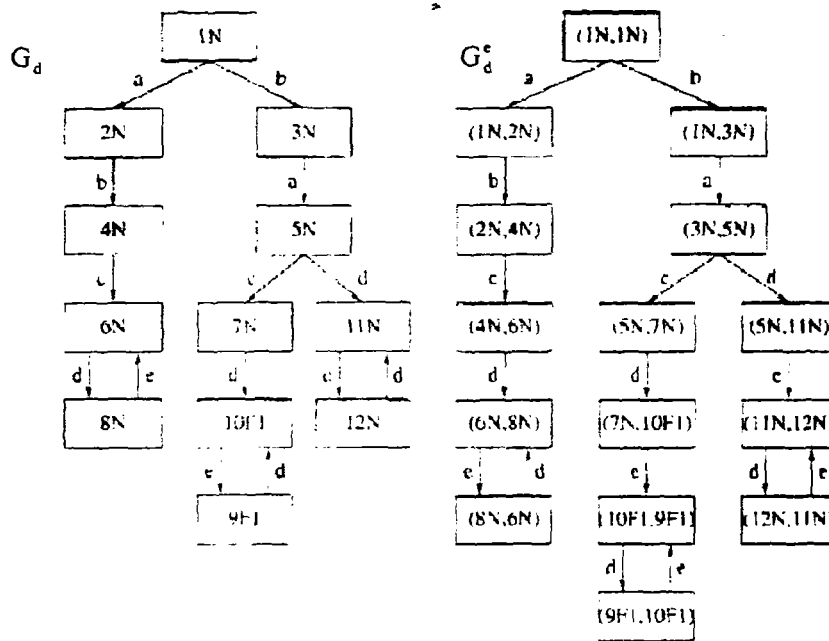 1N (1N,1N)
G_d G_d^e
a b a b
2N 3N (1N,2N) (1N,3N)
b a b a
4N 5N (2N,4N) (3N,5N)
c c d c c d
6N 7N 11N (4N,6N) (5N,7N) (5N,11N)
d e d d d d e
8N 10F1 12N (6N,8N) (7N,10F1) (11N,12N)
e d e d e d e
9F1 (8N,6N) (10F1,9F1) (12N,11N)
d e
(9F1,10F1)